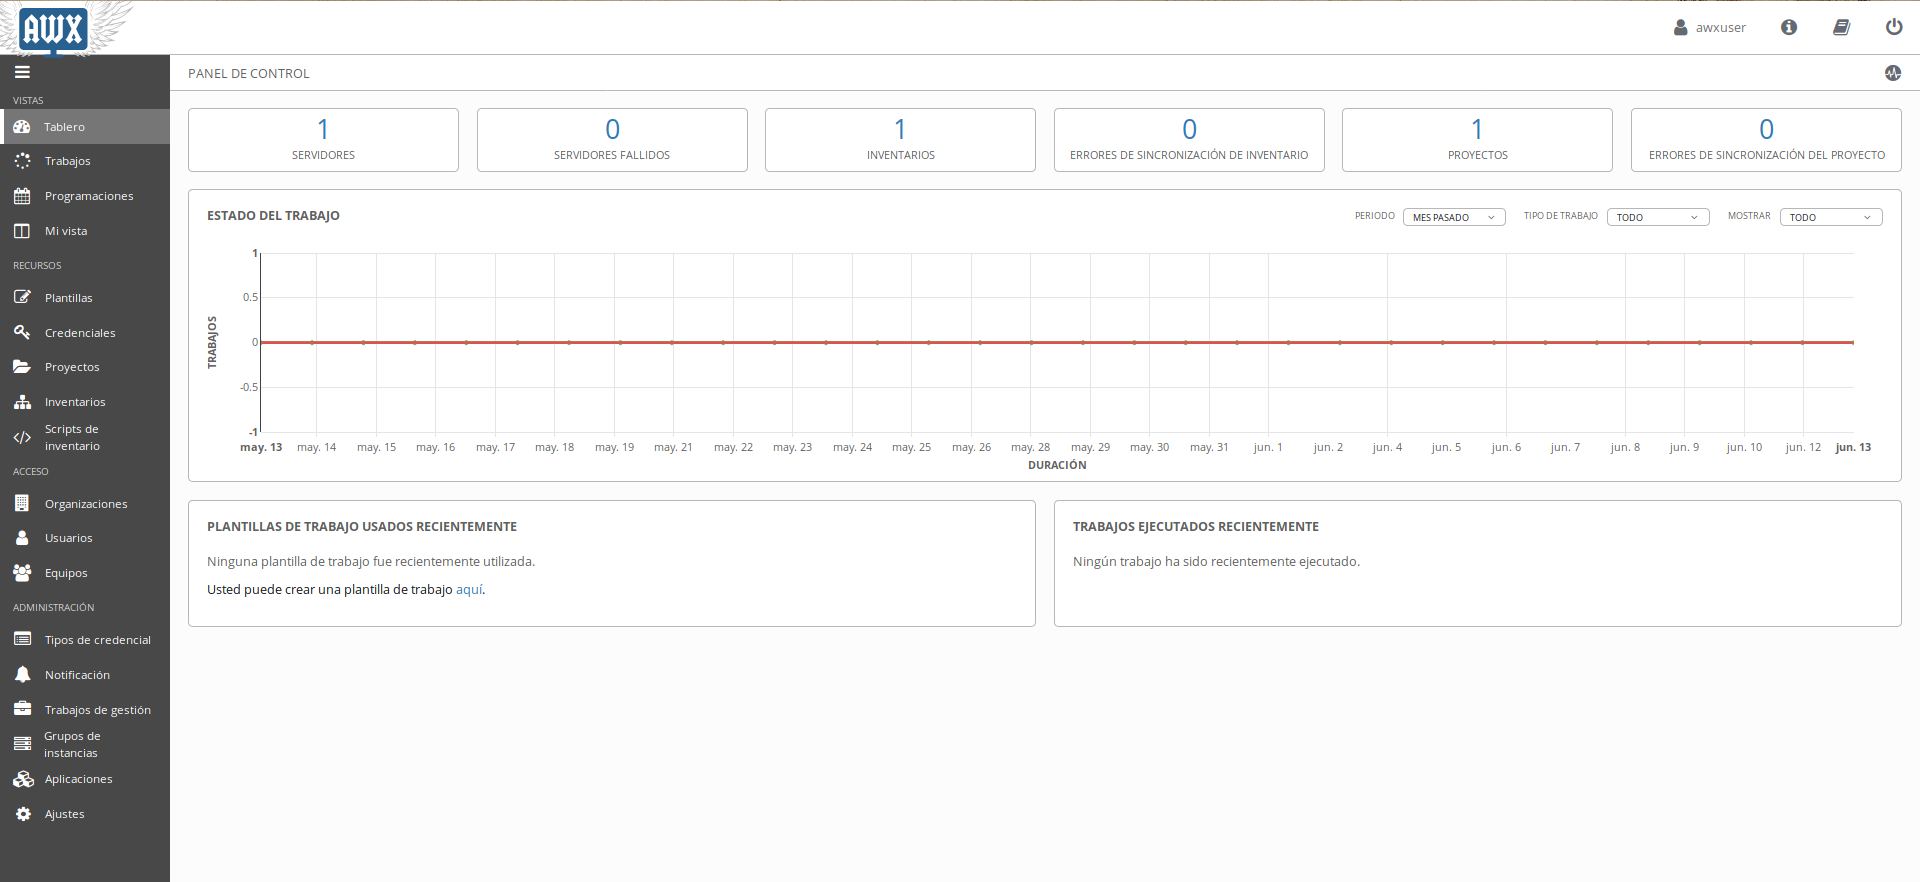 AWX
awxuser
PANEL DE CONTROL
VISTAS
Tablero
Trabajos
Programaciones
Mi vista
RECURSOS
Plantillas
Credenciales
Proyectos
Inventarios
Scripts de
inventario
ACCESO
Organizaciones
Usuarios
Equipos
ADMINISTRACIÓN
Tipos de credencial
Notificación
Trabajos de gestión
Grupos de
instancias
Aplicaciones
Ajustes
1
SERVIDORES
0
SERVIDORES FALLIDOS
1
INVENTARIOS
0
ERRORES DE SINCRONIZACIÓN DE INVENTARIO
1
PROYECTOS
0
ERRORES DE SINCRONIZACIÓN DEL PROYECTO
ESTADO DEL TRABAJO
PERIODO MES PASADO TIPO DE TRABAJO TODO MOSTRAR TODO
TRABAJOS
1
0.5
0
-0.5
-1
may. 13 may. 14 may. 15 may. 16 may. 17 may. 18 may. 19 may. 21 may. 22 may. 23 may. 24 may. 25 may. 26 may. 28 may. 29 may. 30 may. 31 jun. 1 jun. 2 jun. 4 jun. 5 jun. 6 jun. 7 jun. 8 jun. 9 jun. 10 jun. 12 jun. 13
DURACIÓN
PLANTILLAS DE TRABAJO USADOS RECIENTEMENTE
Ninguna plantilla de trabajo fue recientemente utilizada.
Usted puede crear una plantilla de trabajo aquí.
TRABAJOS EJECUTADOS RECIENTEMENTE
Ningún trabajo ha sido recientemente ejecutado.